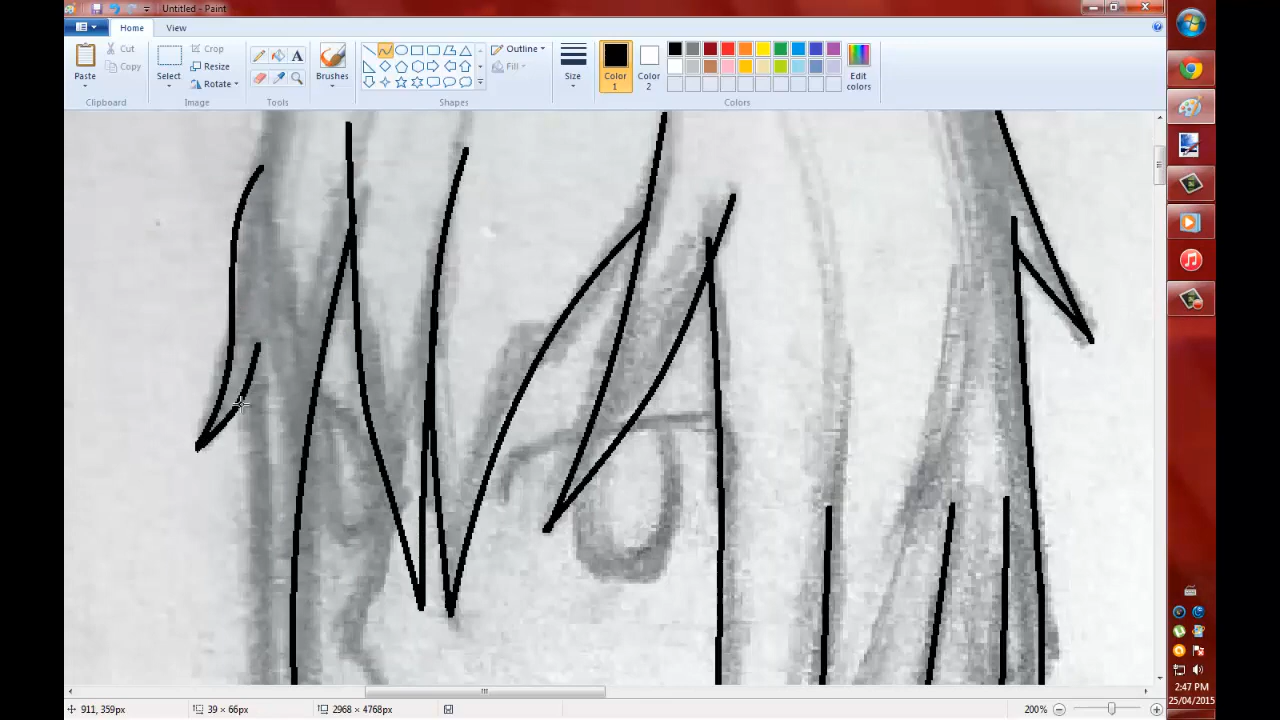 Untitled - Paint
Home View
Paste
Cut
Copy
Clipboard
Select
Crop
Resize
Rotate
Image
A
Tools
Brushes
Shapes
Outline
Fill
Size
Color 1
Color 2
Edit colors
Colors
911, 359px
39 × 66px
2968 × 4768px
200%
2:47 PM
25/04/2015